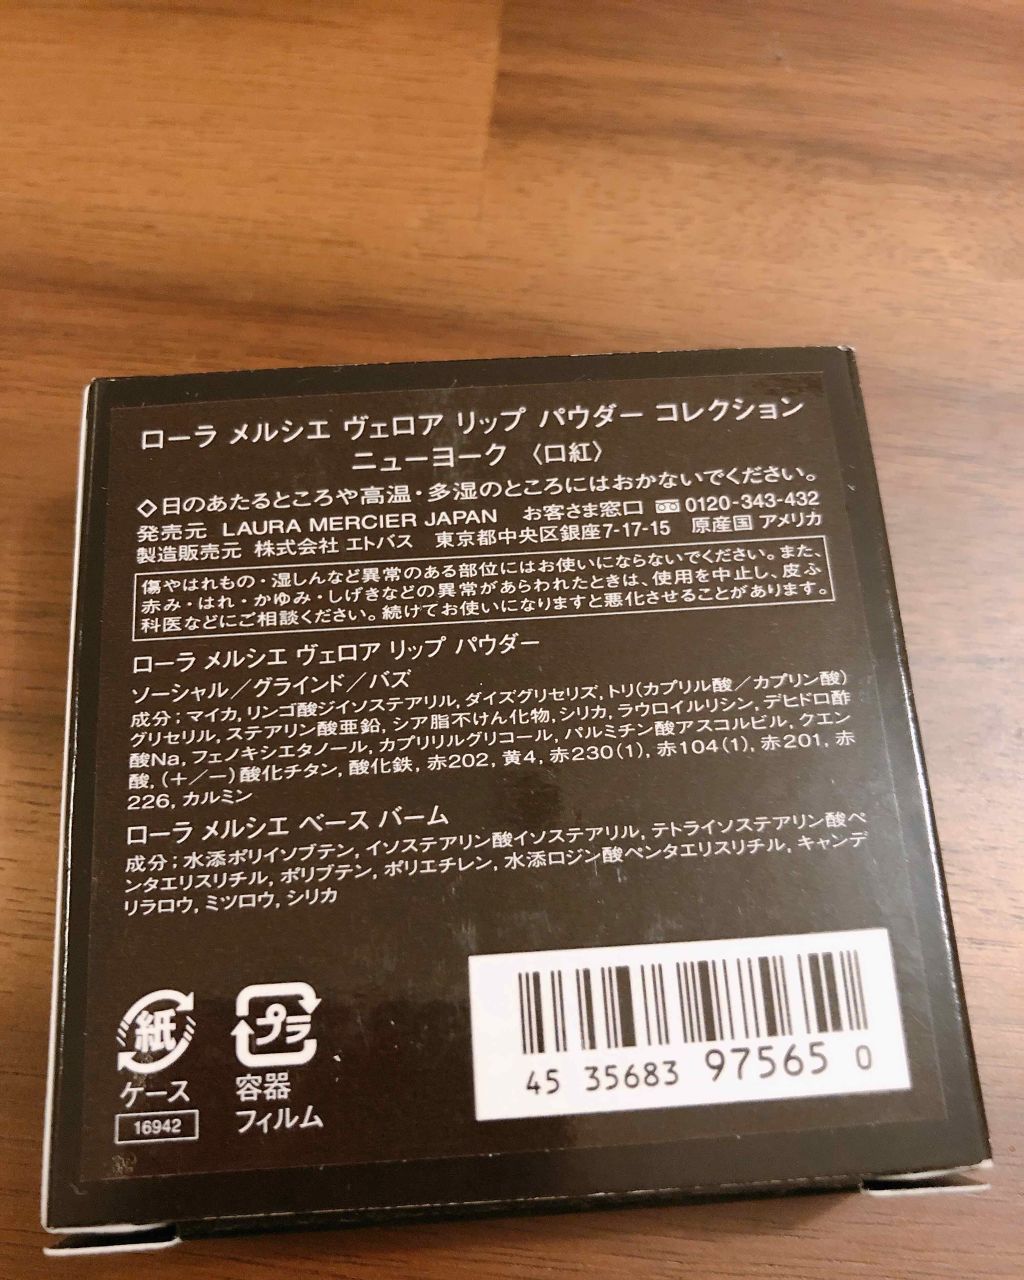 ローラ メルシエ ヴェロア リップ パウダー コレクション
ニューヨーク 〈口紅〉
◇日のあたるところや高温・多湿のところにはおかないでください。
発売元 LAURA MERCIER JAPAN お客さま窓口 0120-343-432
製造販売元 株式会社 エトバス 東京都中央区銀座7-17-15 原産国 アメリカ
傷やはれもの・湿しんなど異常のある部位にはお使いにならないでください。また、
赤み・はれ・かゆみ・しげきなどの異常があらわれたときは、使用を中止し、皮ふ
科医などにご相談ください。続けてお使いになりますと悪化させることがあります。
ローラ メルシエ ヴェロア リップ パウダー
ソーシャル／グラインド／バズ
成分；マイカ, リンゴ酸ジイソステアリル, ダイズグリセリズ, トリ(カプリル酸／カプリン酸)
グリセリル, ステアリン酸亜鉛, シア脂不けん化物, シリカ, ラウロイルリシン, デヒドロ酢
酸Na, フェノキシエタノール, カプリリルグリコール, パルミチン酸アスコルビル, クエン
酸, (＋／－)酸化チタン, 酸化鉄, 赤202, 黄4, 赤230(1), 赤104(1), 赤201, 赤
226, カルミン
ローラ メルシエ ベース バーム
成分；水添ポリイソブテン, イソステアリン酸イソステアリル, テトライソステアリン酸ペ
ンタエリスリチル, ポリブテン, ポリエチレン, 水添ロジン酸ペンタエリスリチル, キャンデ
リラロウ, ミツロウ, シリカ
紙
ケース
16942
プラ
容器
フィルム
45 35683 97565 0